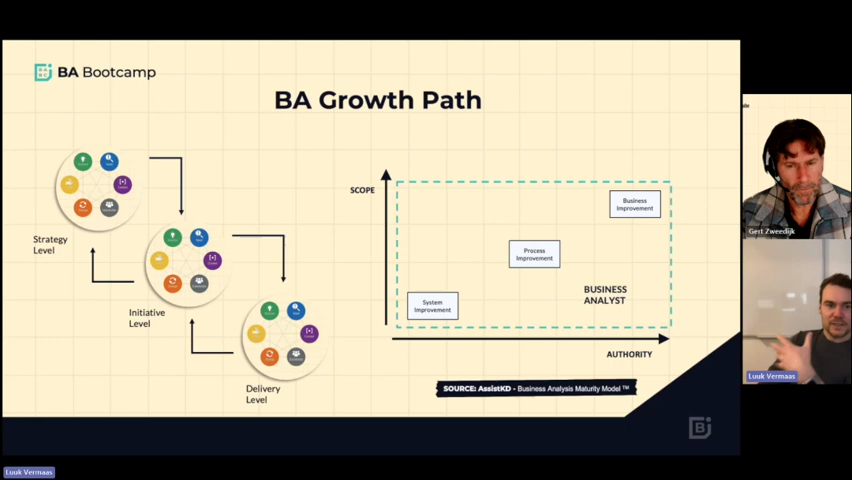 BA Bootcamp
BA Growth Path
Strategy
Level
Initiative
Level
Delivery
Level
SCOPE
Business
Improvement
Process
Improvement
System
Improvement
BUSINESS
ANALYST
AUTHORITY
SOURCE: AssistKD - Business Analysis Maturity Model ™
Gert Zweedijk
Luuk Vermaas
Luuk Vermaas